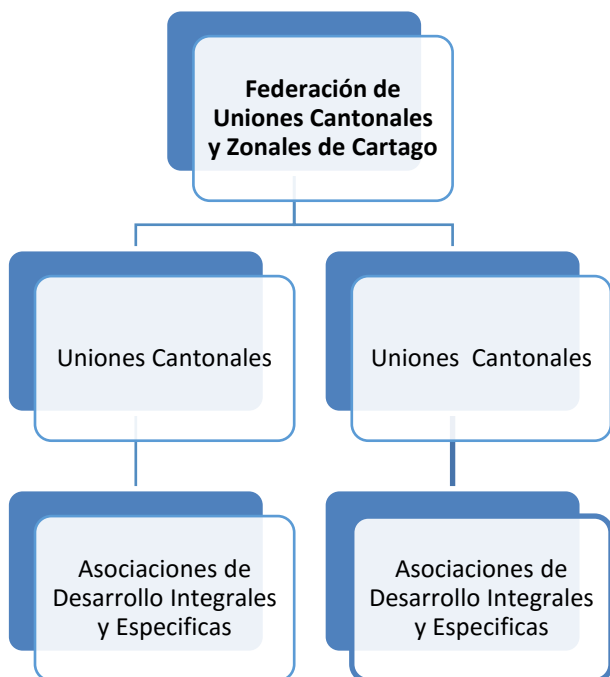 Federación de
Uniones Cantonales
y Zonales de Cartago
Uniones Cantonales
Uniones  Cantonales
Asociaciones de
Desarrollo Integrales
y Especificas
Asociaciones de
Desarrollo Integrales
y Especificas